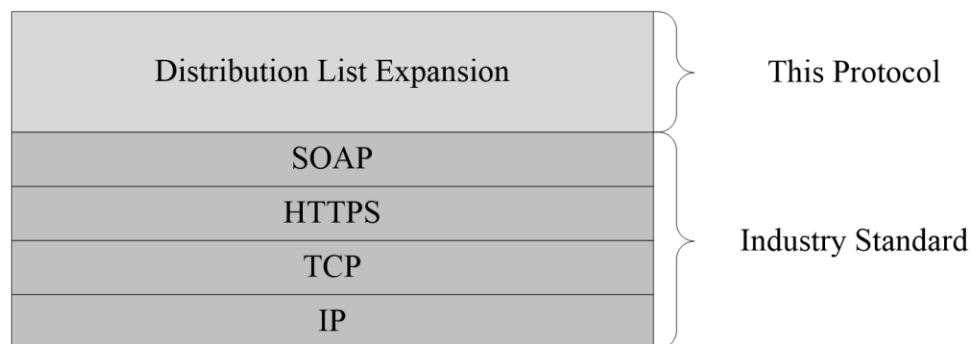 Distribution List Expansion
This Protocol
SOAP
HTTPS
Industry Standard
TCP
IP